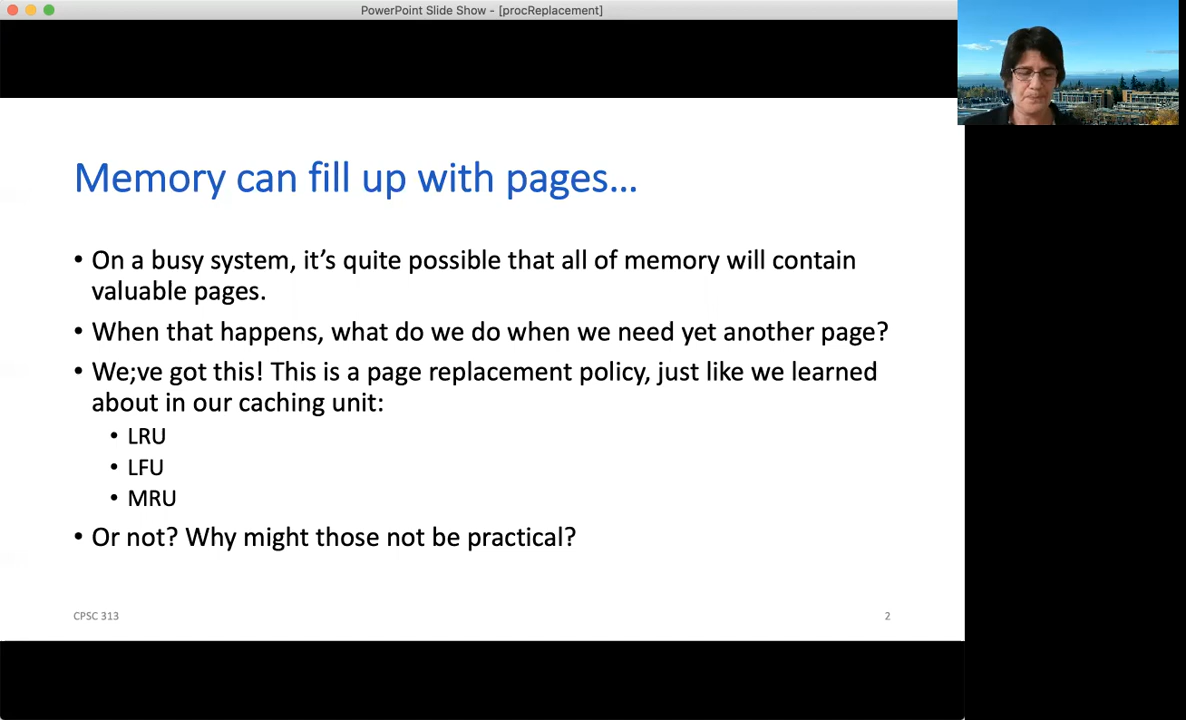 PowerPoint Slide Show - [procReplacement]
Memory can fill up with pages...
• On a busy system, it's quite possible that all of memory will contain
valuable pages.
• When that happens, what do we do when we need yet another page?
• We;ve got this! This is a page replacement policy, just like we learned
about in our caching unit:
• LRU
• LFU
• MRU
• Or not? Why might those not be practical?
CPSC 313
2